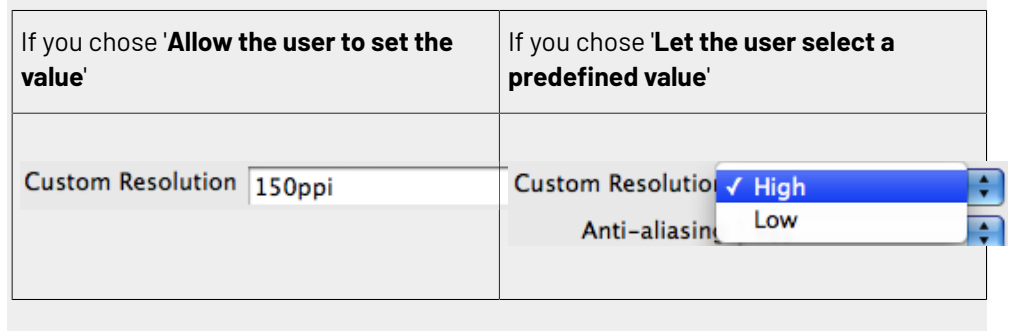 If you chose 'Allow the user to set the
value'
If you chose 'Let the user select a
predefined value'
Custom Resolution 150ppi
Custom Resolutio ✓ High
Low
Anti-aliasin